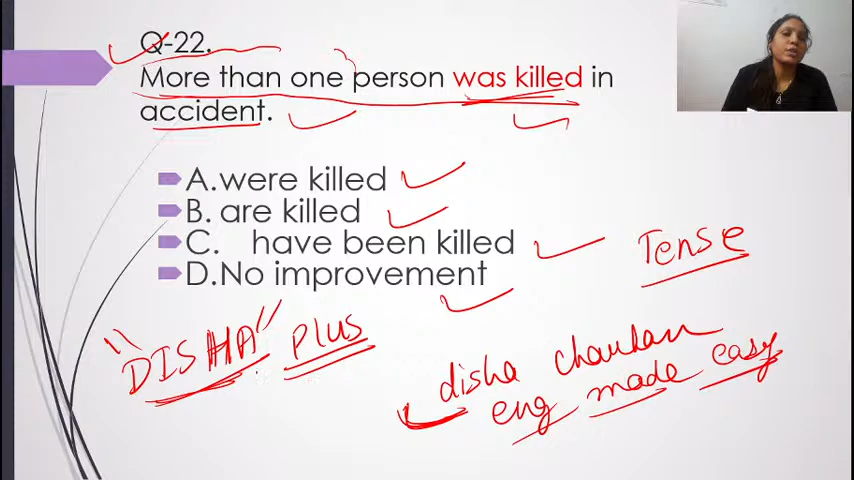 Q-22.
More than one person was killed in
accident.
A.were killed
B. are killed
C. have been killed
D.No improvement
Tense
"DISHA" Plus
disha chauhan
eng made easy